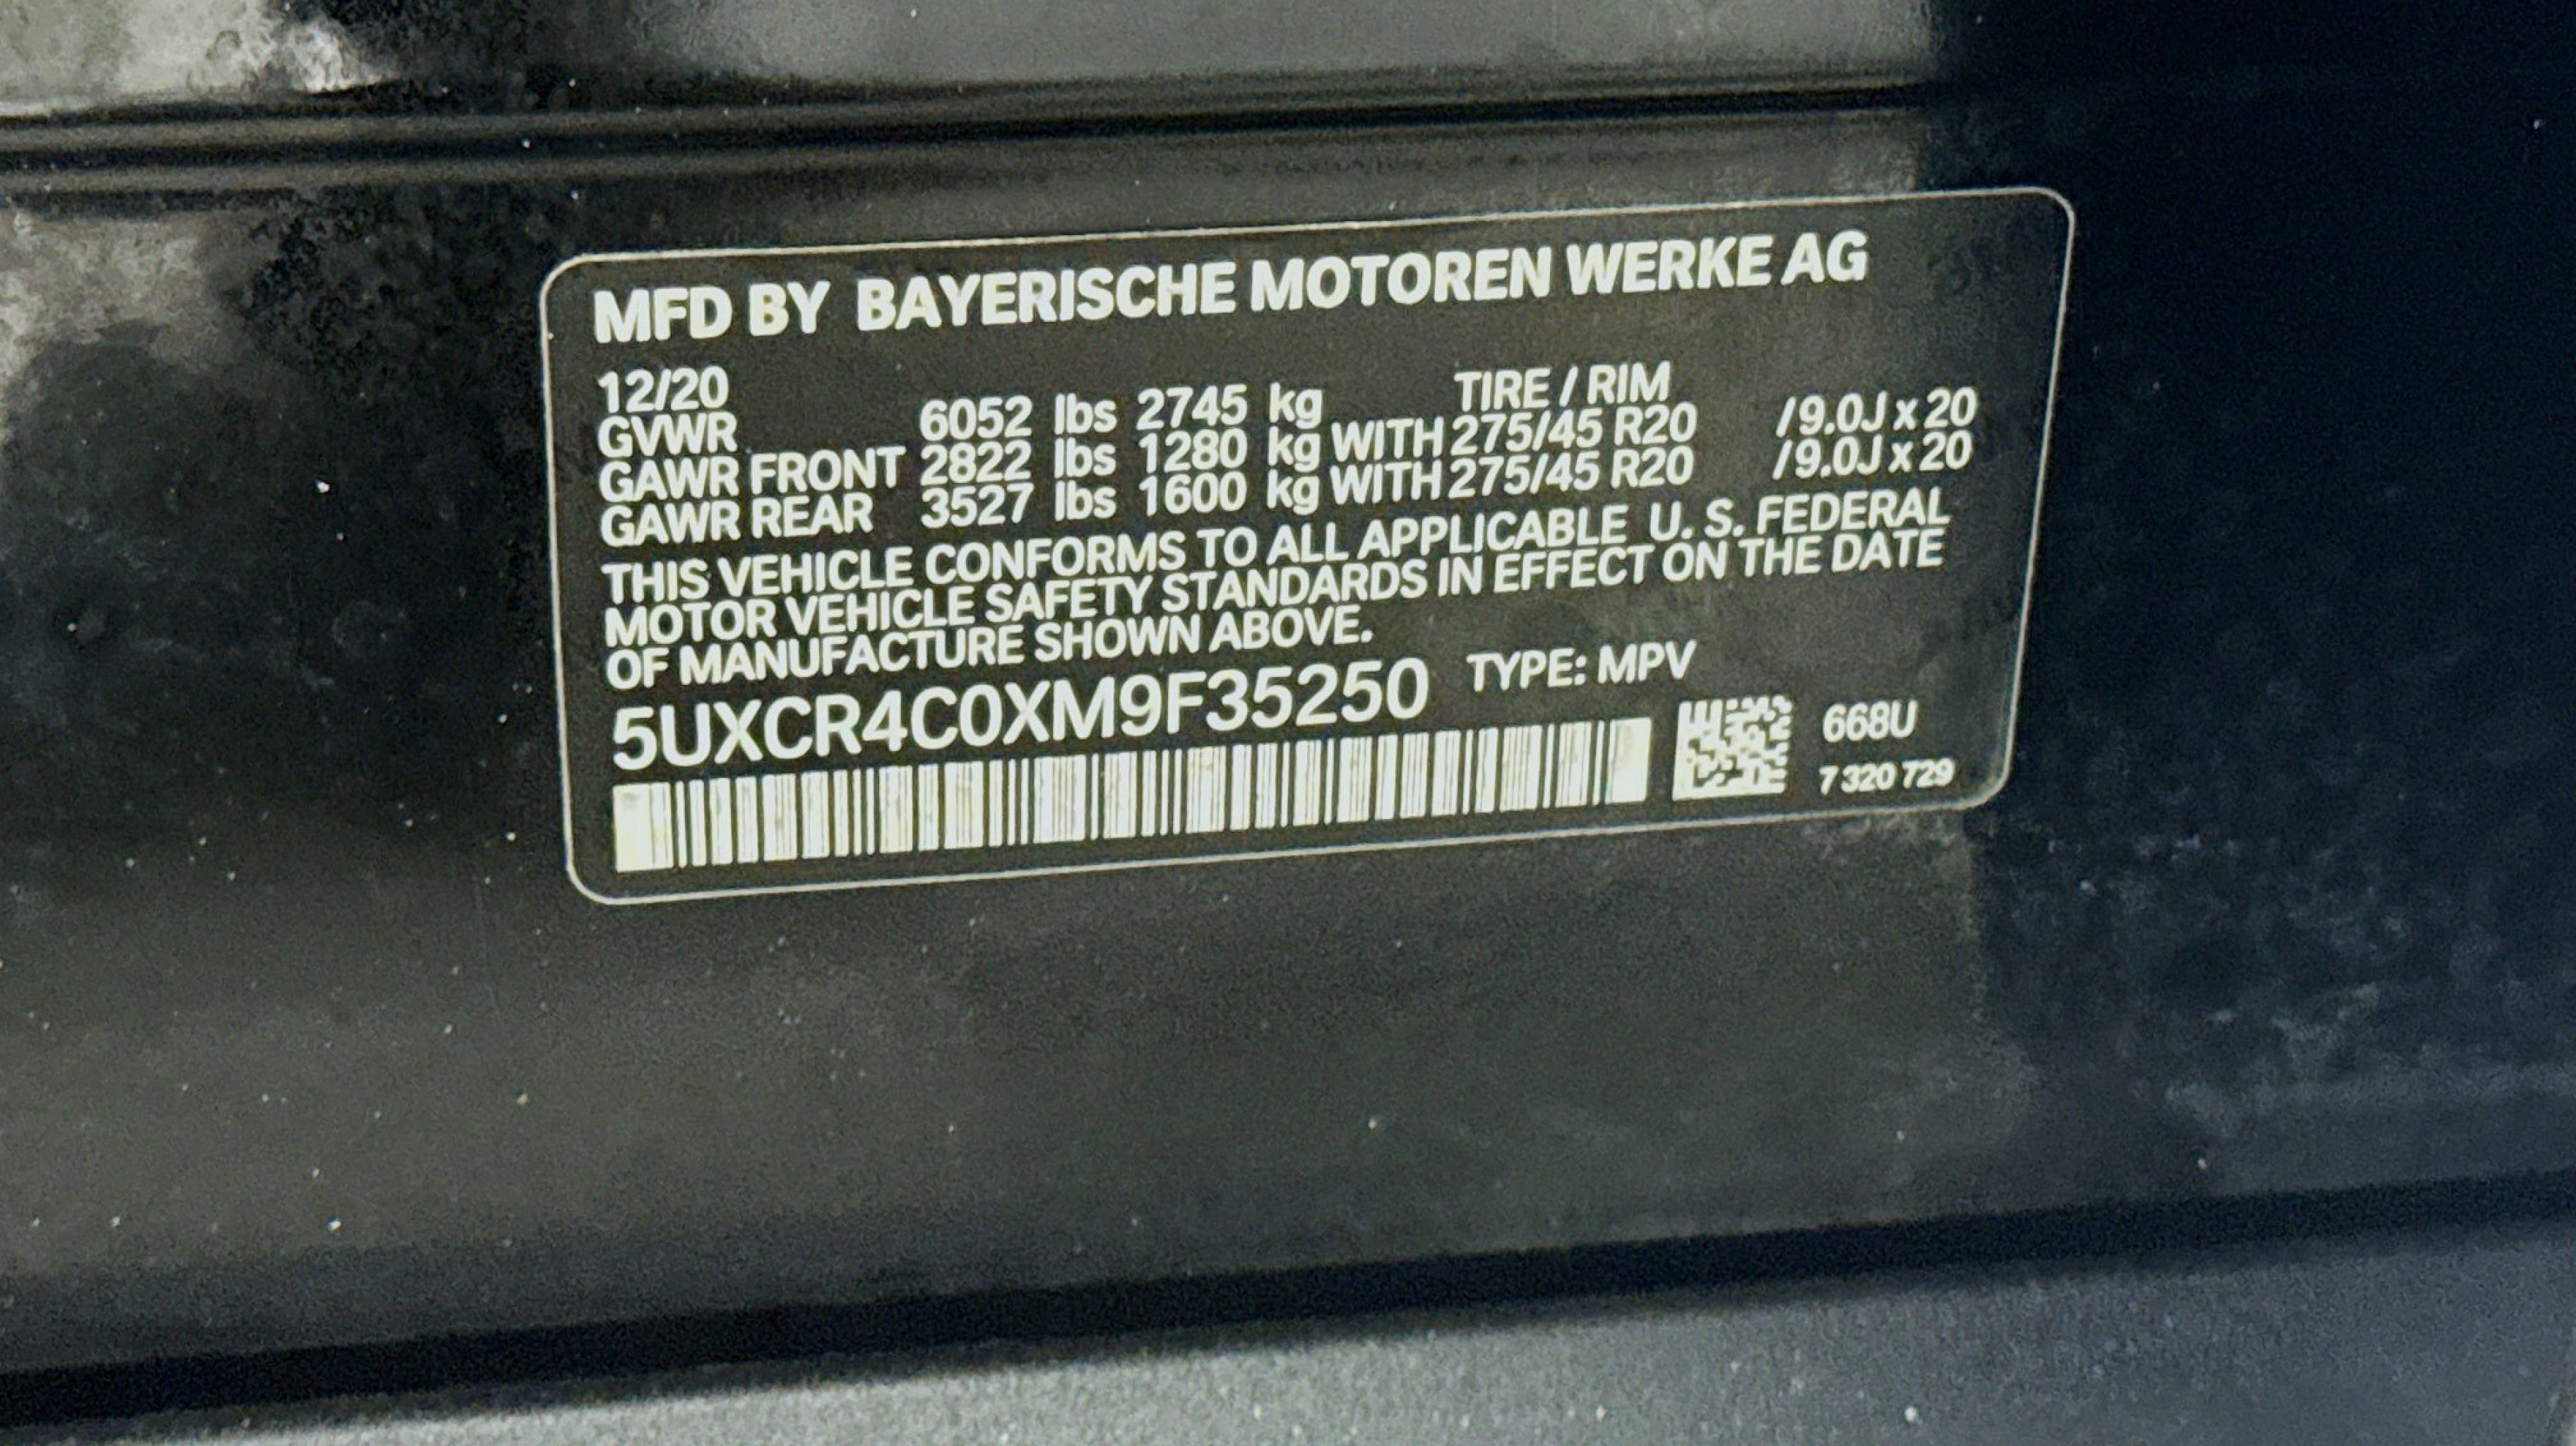 MFD BY BAYERISCHE MOTOREN WERKE AG
12/20 TIRE / RIM
GVWR 6052 lbs 2745 kg
GAWR FRONT 2822 lbs 1280 kg WITH 275/45 R20 /9.0J x 20
GAWR REAR 3527 lbs 1600 kg WITH 275/45 R20 /9.0J x 20
THIS VEHICLE CONFORMS TO ALL APPLICABLE U. S. FEDERAL
MOTOR VEHICLE SAFETY STANDARDS IN EFFECT ON THE DATE
OF MANUFACTURE SHOWN ABOVE.
5UXCR4C0XM9F35250 TYPE: MPV
668U
7 320 729